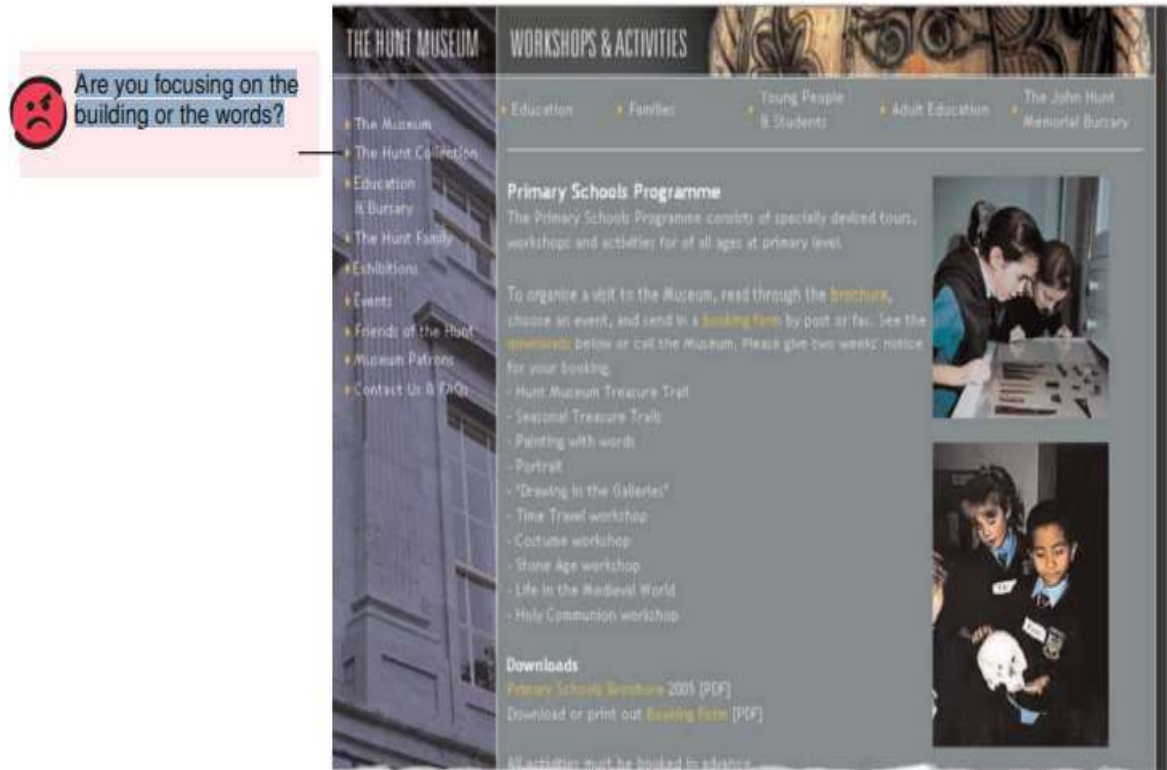 Are you focusing on the
building or the words?
THE HUNT MUSEUM
The Museum
The Hunt Collection
Education
& Bursary
The Hunt Family
Exhibitions
Events
Friends of the Hunt
Museum Patrons
Contact Us & FAQs
WORKSHOPS & ACTIVITIES
Education
Families
Young People
& Students
Adult Education
The John Hunt
Memorial Bursary
Primary Schools Programme
The Primary Schools Programme consists of specially devised tours,
workshops and activities for of all ages at primary level.
To organise a visit to the Museum, read through the brochure,
choose an event, and send in a booking form by post or fax. See the
downloads below or call the Museum. Please give two weeks' notice
for your booking.
- Hunt Museum Treasure Trail
- Seasonal Treasure Trails
- Painting with words
- Portrait
- "Drawing in the Galleries"
- Time Travel workshop
- Costume workshop
- Stone Age workshop
- Life in the Medieval World
- Holy Communion workshop
Downloads
Primary Schools Brochure 2005 [PDF]
Download or print out Booking Form [PDF]
All activities must be booked in advance